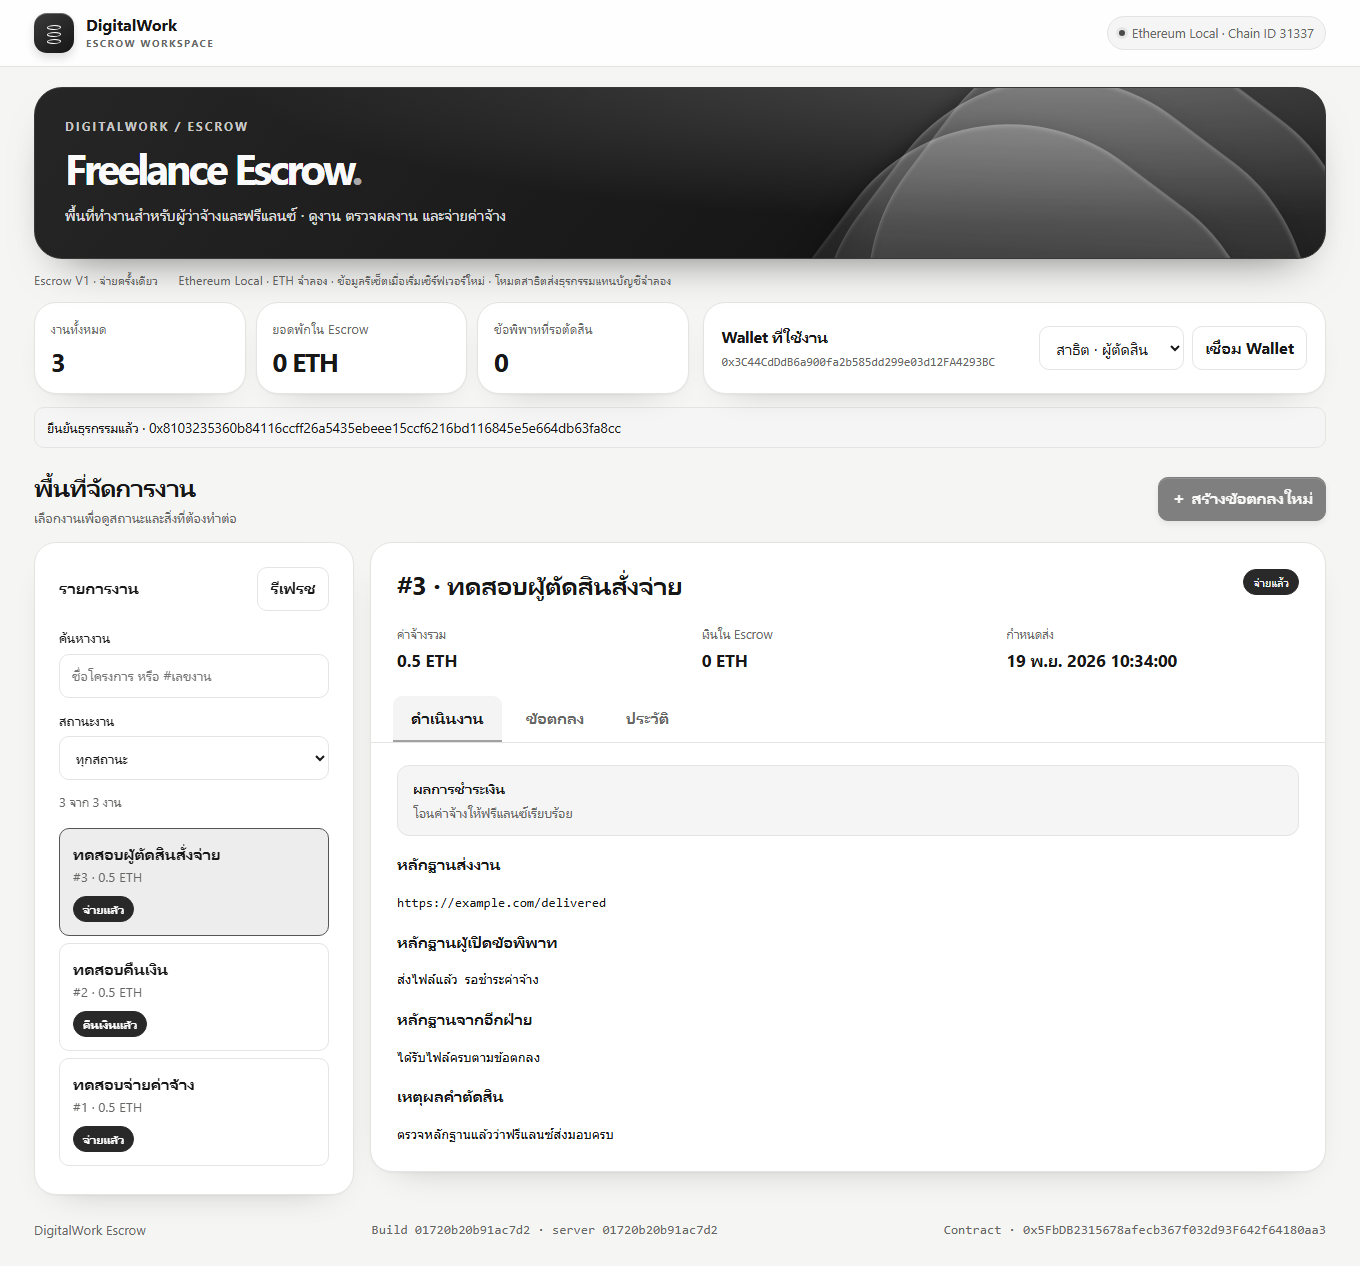 DigitalWork
ESCROW WORKSPACE
Ethereum Local · Chain ID 31337
DIGITALWORK / ESCROW
Freelance Escrow.
พื้นที่ทำงานสำหรับผู้ว่าจ้างและฟรีแลนซ์ · ดูงาน ตรวจผลงาน และจ่ายค่าจ้าง
Escrow V1 · จ่ายครั้งเดียว Ethereum Local · ETH จำลอง · ข้อมูลรีเซ็ตเมื่อเริ่มเซิร์ฟเวอร์ใหม่ · โหมดสาธิตส่งธุรกรรมแทนบัญชีจำลอง
งานทั้งหมด
3
ยอดพักใน Escrow
0 ETH
ข้อพิพาทที่รอตัดสิน
0
Wallet ที่ใช้งาน
0x3C44CdDdB6a900fa2b585dd299e03d12FA4293BC
สาธิต · ผู้ตัดสิน
เชื่อม Wallet
ยืนยันธุรกรรมแล้ว · 0x8103235360b84116ccff26a5435ebeee15ccf6216bd116845e5e664db63fa8cc
พื้นที่จัดการงาน
เลือกงานเพื่อดูสถานะและสิ่งที่ต้องทำต่อ
+ สร้างข้อตกลงใหม่
รายการงาน
รีเฟรช
ค้นหางาน
ชื่อโครงการ หรือ #เลขงาน
สถานะงาน
ทุกสถานะ
3 จาก 3 งาน
ทดสอบผู้ตัดสินสั่งจ่าย
#3 · 0.5 ETH
จ่ายแล้ว
ทดสอบคืนเงิน
#2 · 0.5 ETH
คืนเงินแล้ว
ทดสอบจ่ายค่าจ้าง
#1 · 0.5 ETH
จ่ายแล้ว
#3 · ทดสอบผู้ตัดสินสั่งจ่าย
จ่ายแล้ว
ค่าจ้างรวม
0.5 ETH
เงินใน Escrow
0 ETH
กำหนดส่ง
19 พ.ย. 2026 10:34:00
ดำเนินงาน
ข้อตกลง
ประวัติ
ผลการชำระเงิน
โอนค่าจ้างให้ฟรีแลนซ์เรียบร้อย
หลักฐานส่งงาน
https://example.com/delivered
หลักฐานผู้เปิดข้อพิพาท
ส่งไฟล์แล้ว รอชำระค่าจ้าง
หลักฐานจากอีกฝ่าย
ได้รับไฟล์ครบตามข้อตกลง
เหตุผลคำตัดสิน
ตรวจหลักฐานแล้วว่าฟรีแลนซ์ส่งมอบครบ
DigitalWork Escrow
Build 01720b20b91ac7d2 · server 01720b20b91ac7d2
Contract · 0x5FbDB2315678afecb367f032d93F642f64180aa3